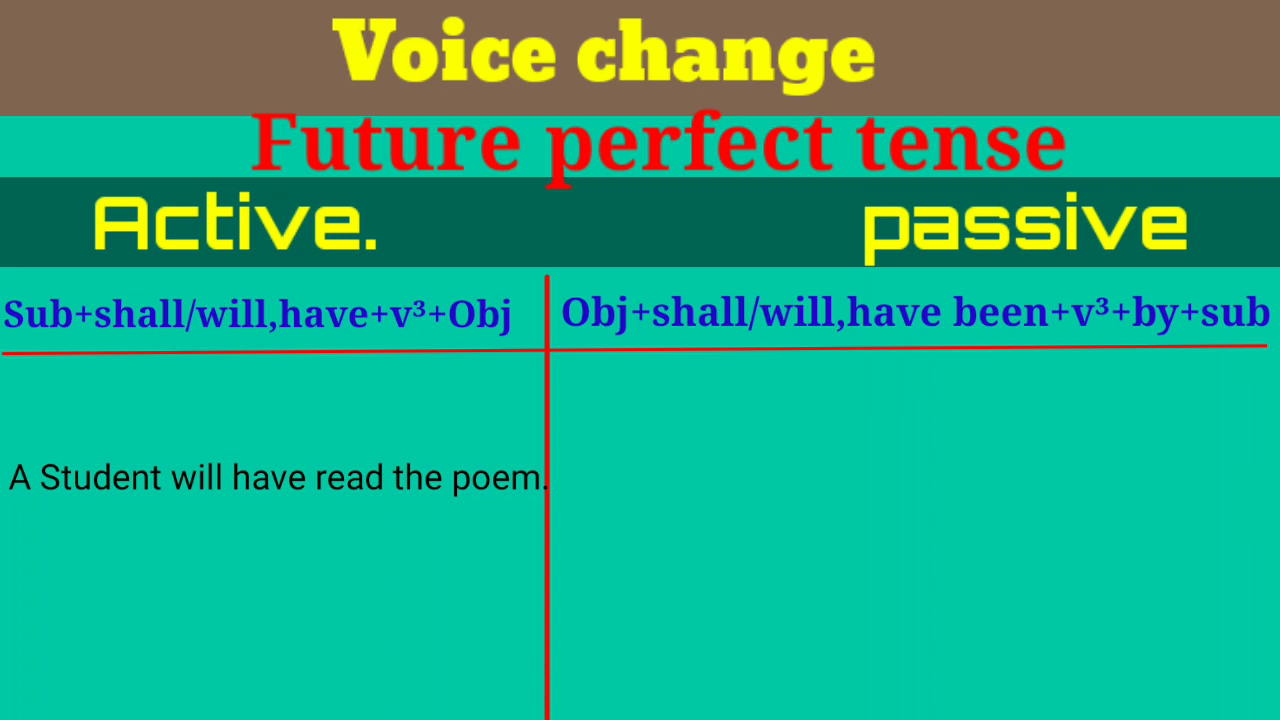 Voice change
Future perfect tense
Active. passive
Sub+shall/will,have+v³+Obj
Obj+shall/will,have been+v³+by+sub
A Student will have read the poem.